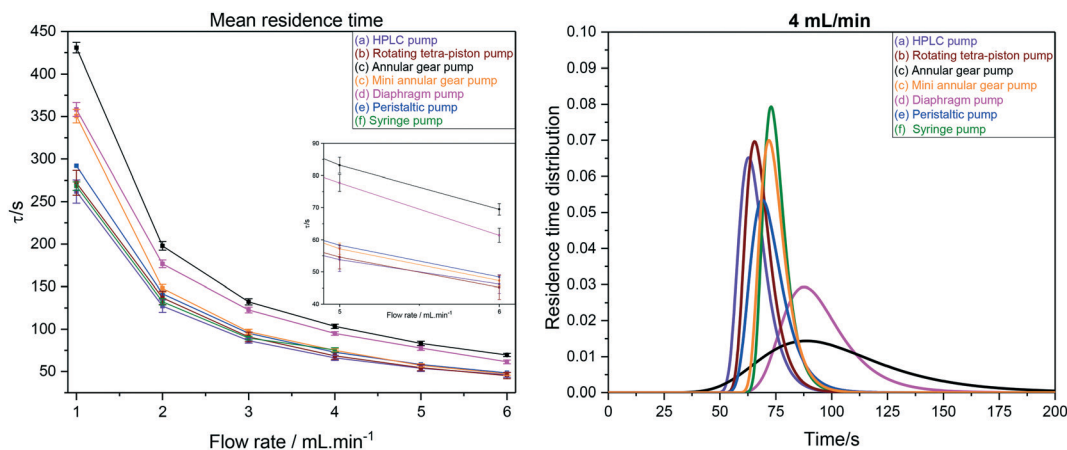 Mean residence time
450
400
350
300
250
200
150
100
50
τ/s
1 2 3 4 5 6
Flow rate / mL.min-1
(a) HPLC pump
(b) Rotating tetra-piston pump
(c) Annular gear pump
(c) Mini annular gear pump
(d) Diaphragm pump
(e) Peristaltic pump
(f) Syringe pump
90
80
70
60
50
40
τ/s
5 6
Flow rate / mL.min-1
4 mL/min
0.10
0.09
0.08
0.07
0.06
0.05
0.04
0.03
0.02
0.01
0.00
Residence time distribution
0 25 50 75 100 125 150 175 200
Time/s
(a) HPLC pump
(b) Rotating tetra-piston pump
(c) Annular gear pump
(c) Mini annular gear pump
(d) Diaphragm pump
(e) Peristaltic pump
(f) Syringe pump